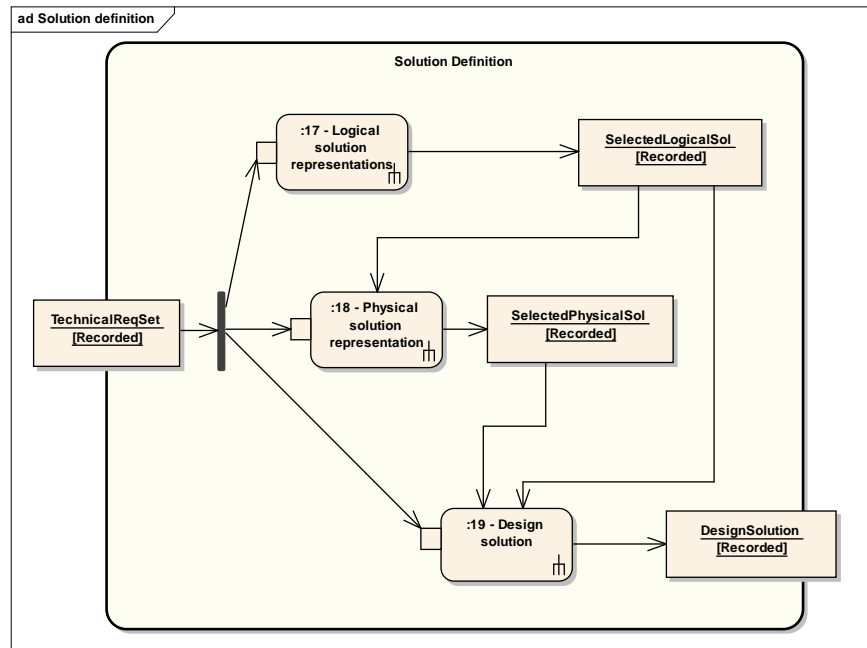 ad Solution definition
Solution Definition
:17 - Logical
solution
representations
SelectedLogicalSol
[Recorded]
TechnicalReqSet
[Recorded]
:18 - Physical
solution
representation
SelectedPhysicalSol
[Recorded]
:19 - Design
solution
DesignSolution
[Recorded]